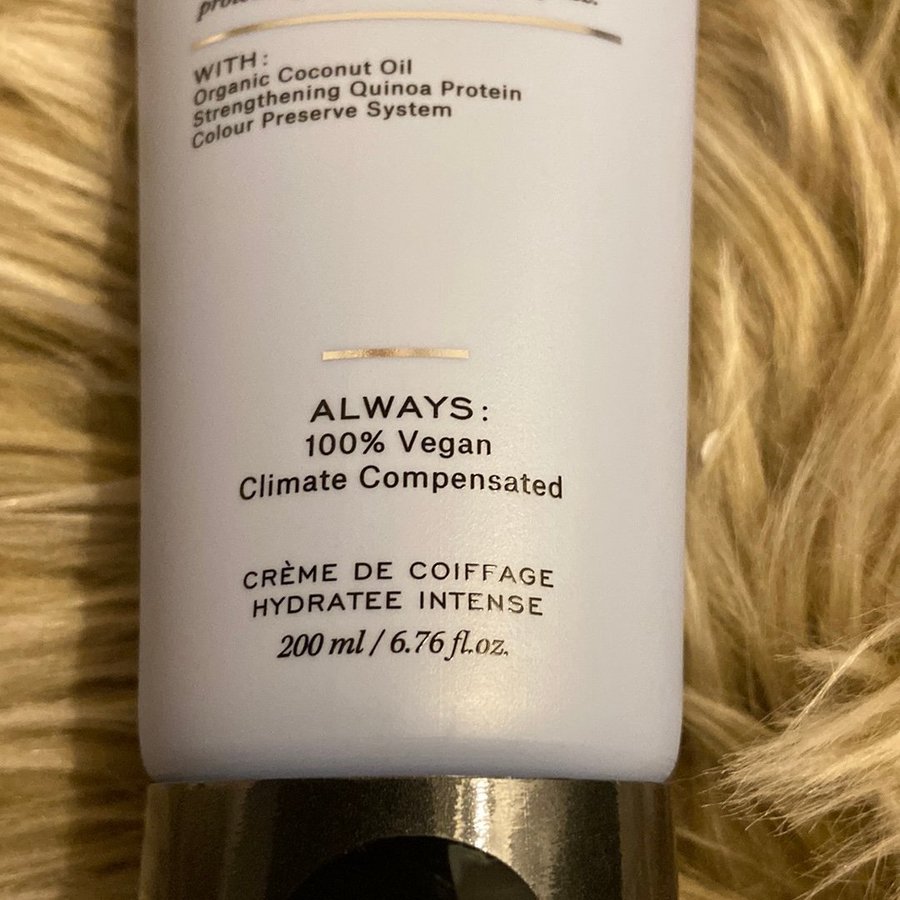 WITH:
Organic Coconut Oil
Strengthening Quinoa Protein
Colour Preserve System
ALWAYS:
100% Vegan
Climate Compensated
CRÈME DE COIFFAGE
HYDRATEE INTENSE
200 ml / 6.76 fl.oz.